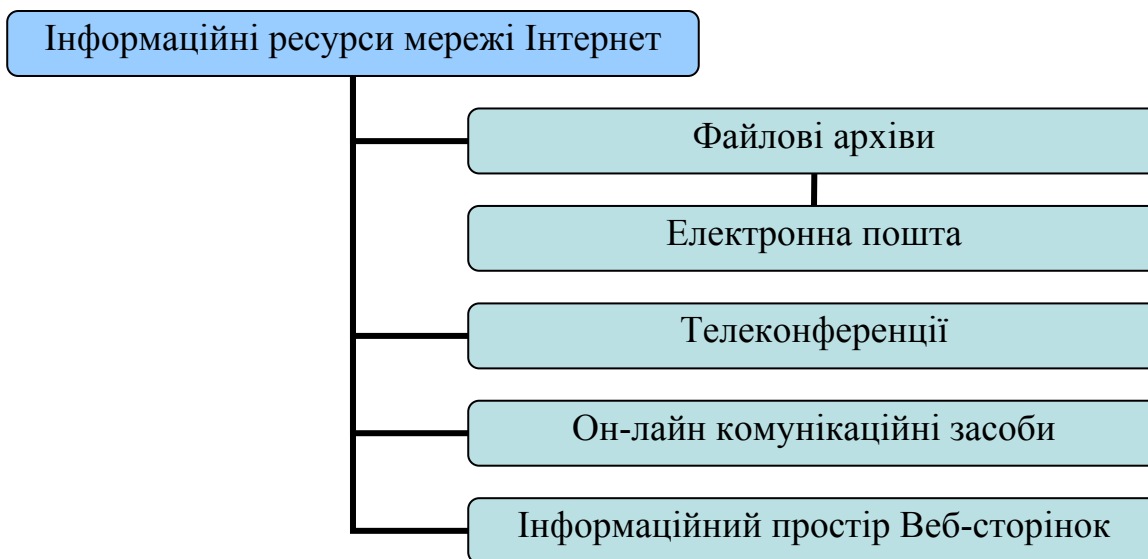 Інформаційні ресурси мережі Інтернет
Файлові архіви
Електронна пошта
Телеконференції
Он-лайн комунікаційні засоби
Інформаційний простір Веб-сторінок